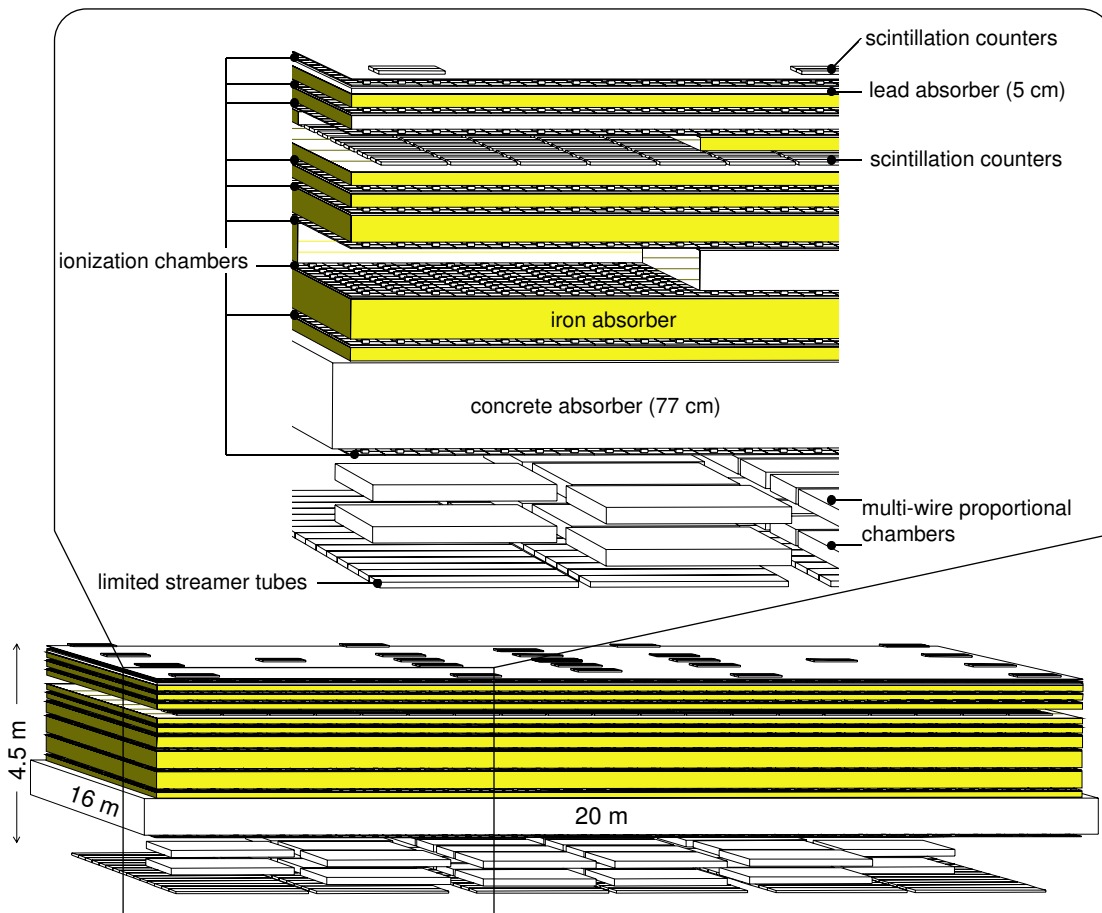 scintillation counters
lead absorber (5 cm)
scintillation counters
ionization chambers
iron absorber
concrete absorber (77 cm)
multi-wire proportional
chambers
limited streamer tubes
4.5 m
16 m
20 m